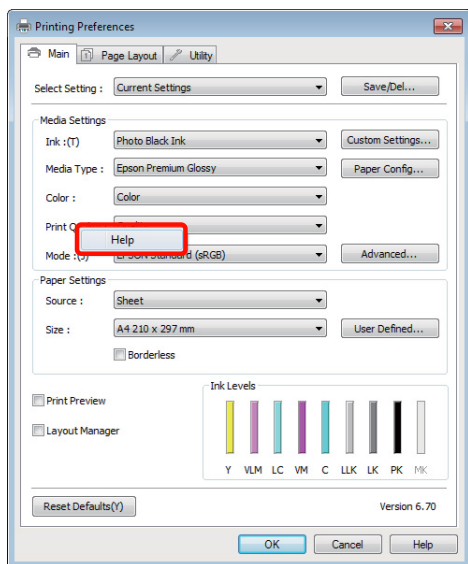 Printing Preferences
Main Page Layout Utility
Select Setting : Current Settings Save/Del...
Media Settings
Ink :(T) Photo Black Ink Custom Settings...
Media Type : Epson Premium Glossy Paper Config...
Color : Color
Print Q
Help
Mode :(J) EPSON Standard (sRGB) Advanced...
Paper Settings
Source : Sheet
Size : A4 210 x 297 mm User Defined...
Borderless
Ink Levels
Print Preview
Layout Manager
Y VLM LC VM C LLK LK PK MK
Reset Defaults(Y) Version 6.70
OK Cancel Help